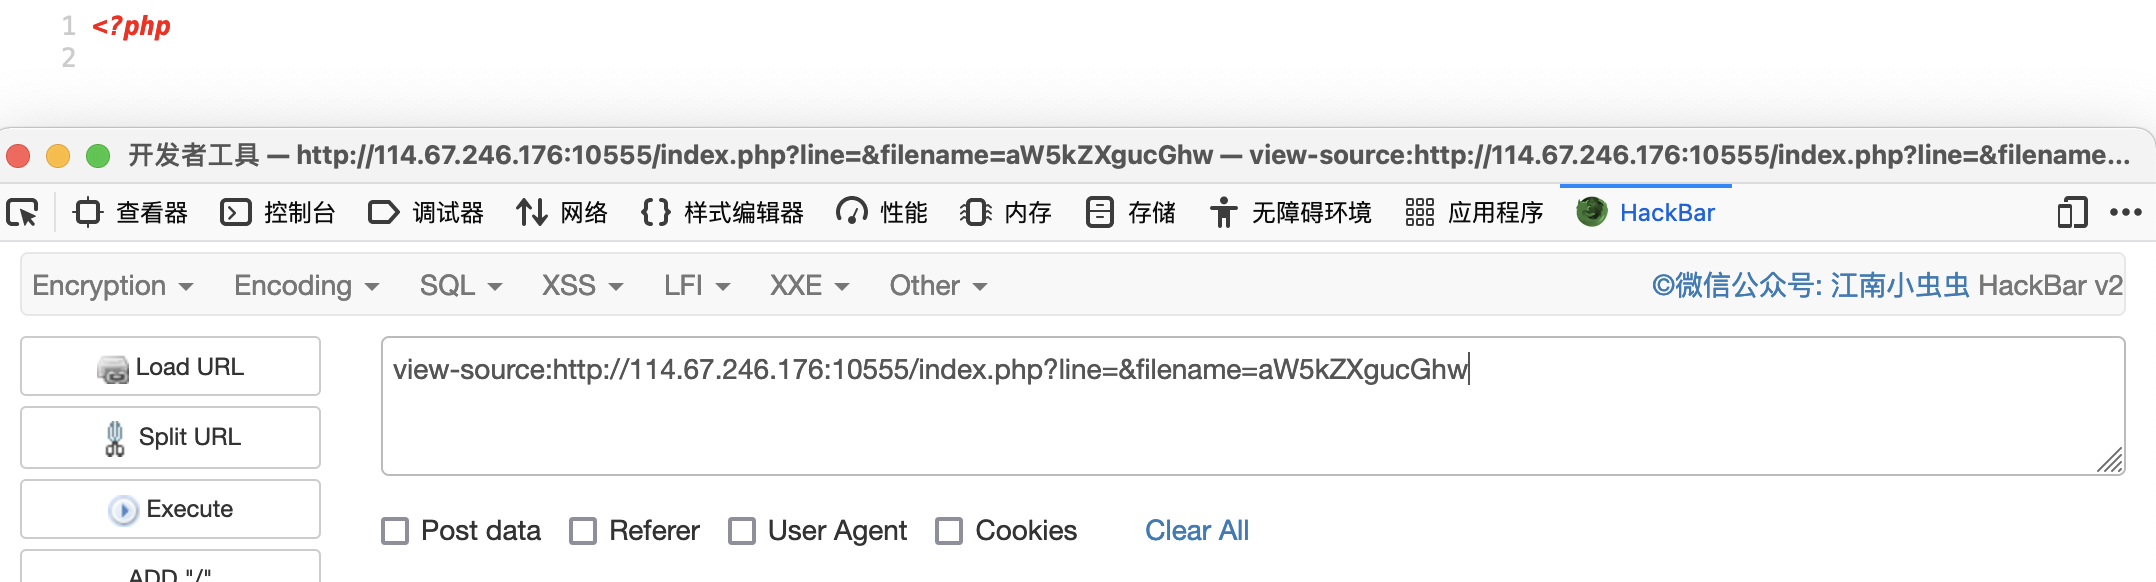 1 <?php
2
开发者工具 — http://114.67.246.176:10555/index.php?line=&filename=aW5kZXgucGhw — view-source:http://114.67.246.176:10555/index.php?line=&filename...
查看器 控制台 调试器 网络 样式编辑器 性能 内存 存储 无障碍环境 应用程序 HackBar
Encryption Encoding SQL XSS LFI XXE Other ©微信公众号: 江南小虫虫 HackBar v2
Load URL
view-source:http://114.67.246.176:10555/index.php?line=&filename=aW5kZXgucGhw
Split URL
Execute
Post data Referer User Agent Cookies Clear All
ADD "/"